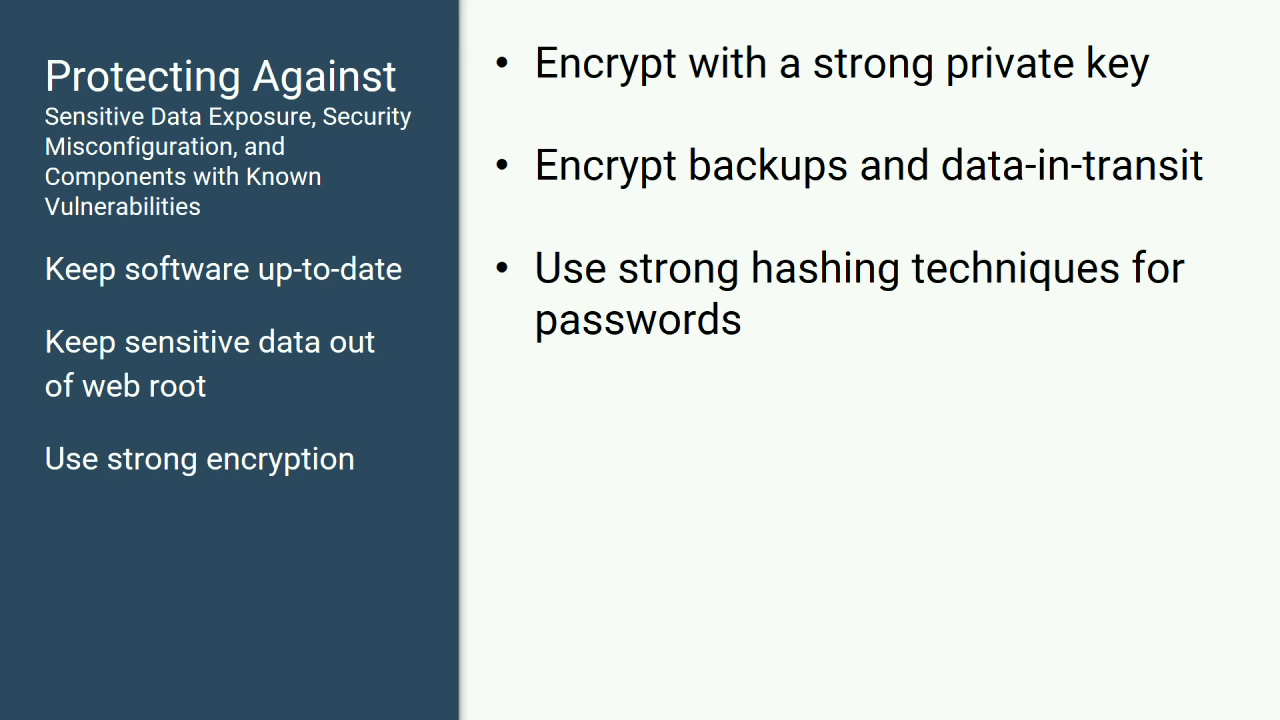 Protecting Against
Sensitive Data Exposure, Security
Misconfiguration, and
Components with Known
Vulnerabilities
Keep software up-to-date
Keep sensitive data out
of web root
Use strong encryption
• Encrypt with a strong private key
• Encrypt backups and data-in-transit
• Use strong hashing techniques for
passwords